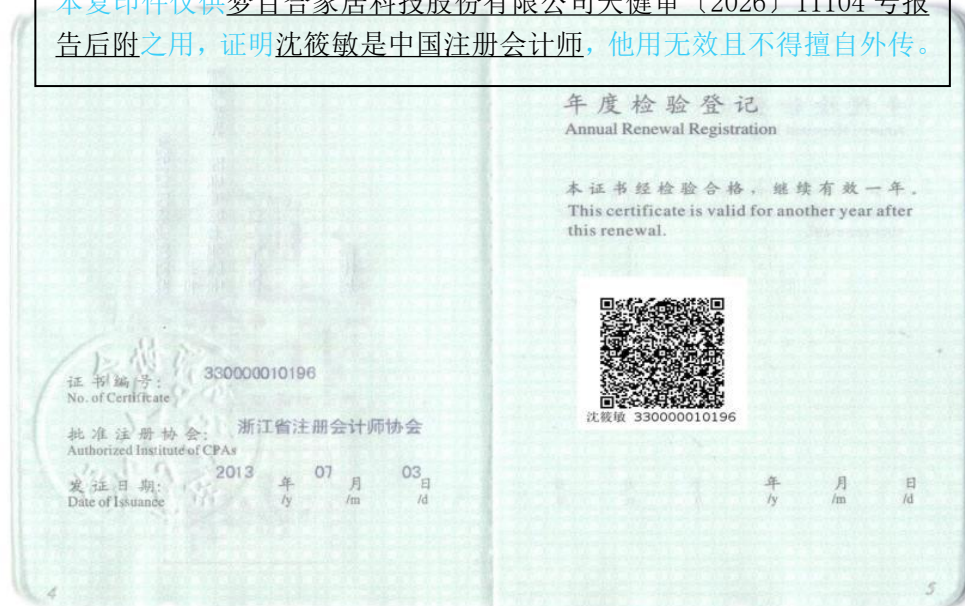 本复印件仅供梦百合家居科技股份有限公司天健审〔2026〕11104 号报
告后附之用，证明沈筱敏是中国注册会计师，他用无效且不得擅自外传。
证书编号：
No. of Certificate
330000010196
批准注册协会：
Authorized Institute of CPAs
浙江省注册会计师协会
发证日期：
Date of Issuance
2013 年 07 月 03 日
/y /m /d
4
年度检验登记
Annual Renewal Registration
本证书经检验合格，继续有效一年。
This certificate is valid for another year after
this renewal.
沈筱敏 330000010196
年 月 日
/y /m /d
5